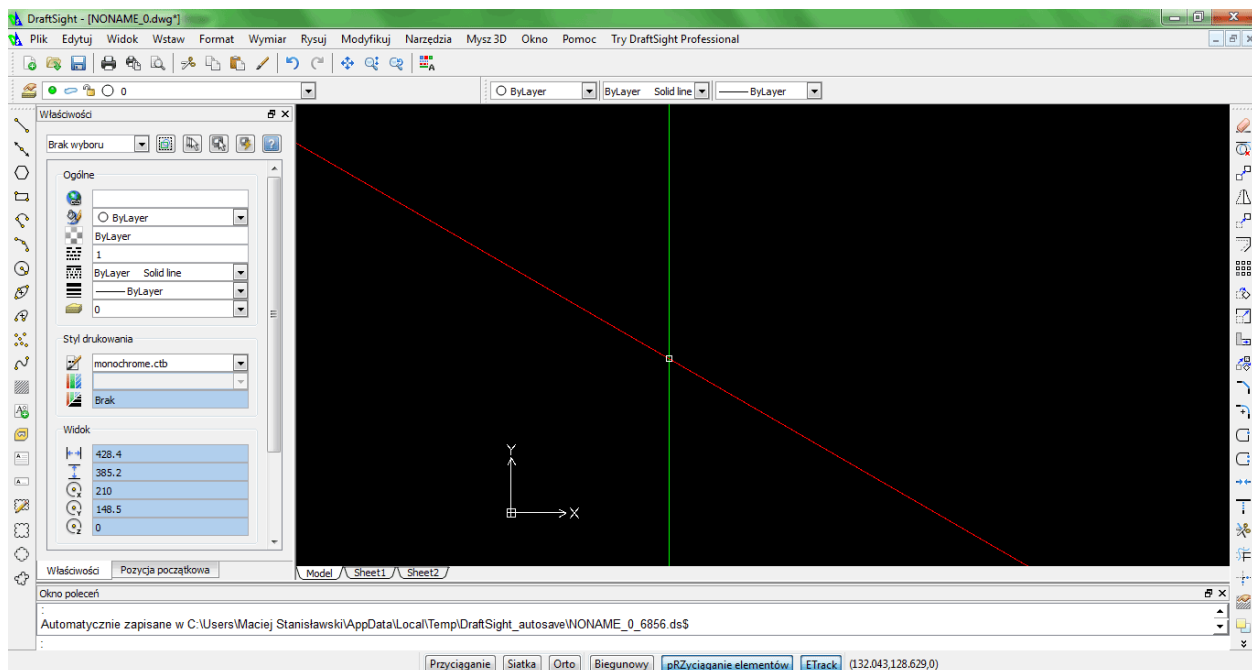 DraftSight - [NONAME_0.dwg*]
Plik Edytuj Widok Wstaw Format Wymiar Rysuj Modyfikuj Narzędzia Mysz 3D Okno Pomoc Try DraftSight Professional
0 ByLayer ByLayer Solid line ByLayer
Właściwości
Brak wyboru
Ogólne
ByLayer
ByLayer
1
ByLayer Solid line
ByLayer
0
Styl drukowania
monochrome.ctb
Brak
Widok
428.4
385.2
210
148.5
0
Y
X
Właściwości Pozycja początkowa
Model Sheet1 Sheet2
Okno poleceń
:
Automatycznie zapisane w C:\Users\Maciej Stanisławski\AppData\Local\Temp\DraftSight_autosave\NONAME_0_6856.ds$
:
Przyciąganie Siatka Orto Biegunowy pRZyciąganie elementów ETrack (132.043,128.629,0)